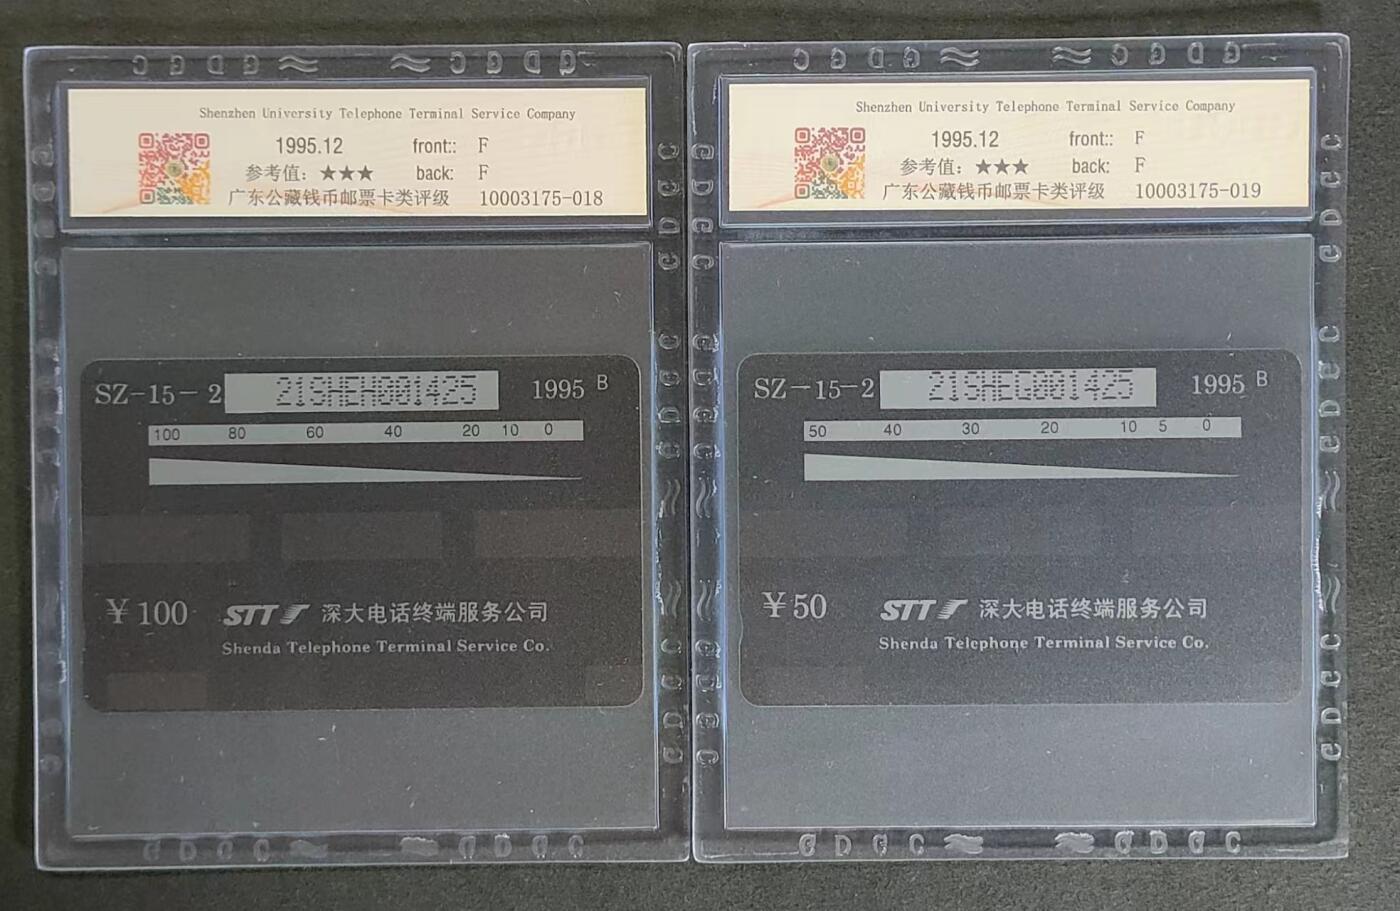 Shenzhen University Telephone Terminal Service Company
1995.12 front:: F
参考值: ★★★ back: F
广东公藏钱币邮票卡类评级 10003175-018
SZ-15-2 21SHEH001425 1995 B
100 80 60 40 20 10 0
¥100 STT 深大电话终端服务公司
Shenda Telephone Terminal Service Co.
Shenzhen University Telephone Terminal Service Company
1995.12 front:: F
参考值: ★★★ back: F
广东公藏钱币邮票卡类评级 10003175-019
SZ-15-2 21SHEG001425 1995 B
50 40 30 20 10 5 0
¥50 STT 深大电话终端服务公司
Shenda Telephone Terminal Service Co.